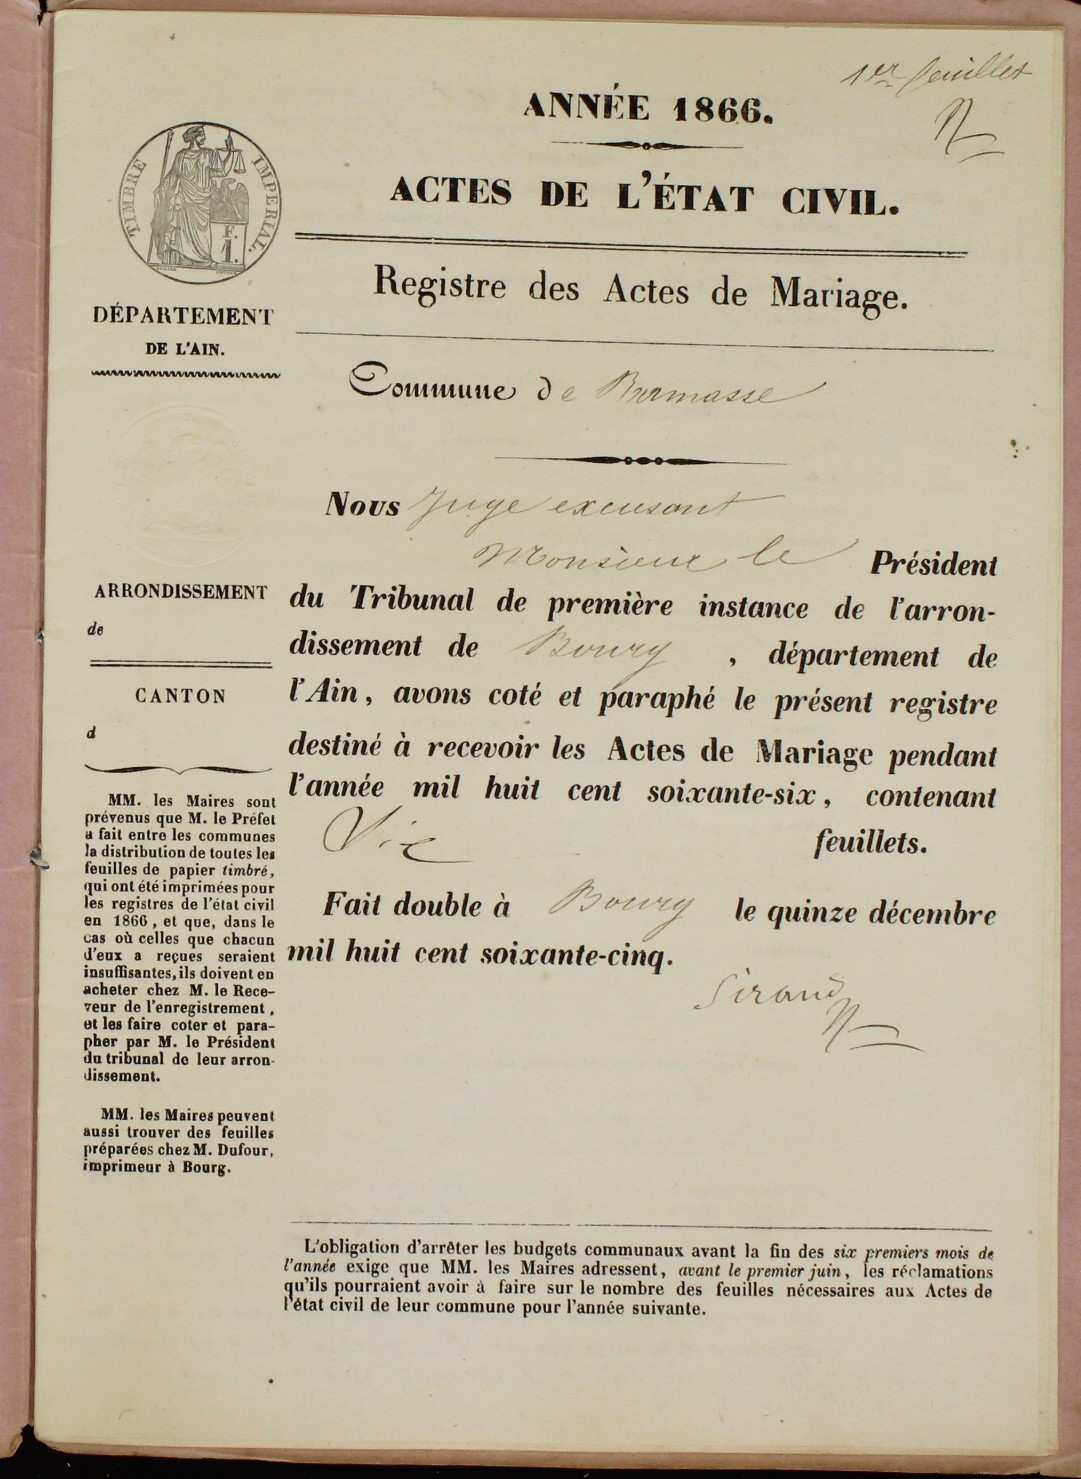 1er feuillet
ANNÉE 1866.
ACTES DE L'ÉTAT CIVIL.
TIMBRE IMPÉRIAL.
F.
1.
Registre des Actes de Mariage.
DÉPARTEMENT
DE L'AIN.
Commune de
Nous Juge excusant
Monsieur le Président
du Tribunal de première instance de l'arron-
dissement de Bourg, département de
l'Ain, avons coté et paraphé le présent registre
destiné à recevoir les Actes de Mariage pendant
l'année mil huit cent soixante-six, contenant
Six feuillets.
Fait double à Bourg le quinze décembre
mil huit cent soixante-cinq.
Sirand
ARRONDISSEMENT
de
CANTON
d
MM. les Maires sont
prévenus que M. le Préfet
a fait entre les communes
la distribution de toutes les
feuilles de papier timbré,
qui ont été imprimées pour
les registres de l'état civil
en 1866, et que, dans le
cas où celles que chacun
d'eux a reçues seraient
insuffisantes, ils doivent en
acheter chez M. le Rece-
veur de l'enregistrement,
et les faire coter et para-
pher par M. le Président
du tribunal de leur arron-
dissement.
MM. les Maires peuvent
aussi trouver des feuilles
préparées chez M. Dufour,
imprimeur à Bourg.
L'obligation d'arrêter les budgets communaux avant la fin des six premiers mois de
l'année exige que MM. les Maires adressent, avant le premier juin, les réclamations
qu'ils pourraient avoir à faire sur le nombre des feuilles nécessaires aux Actes de
l'état civil de leur commune pour l'année suivante.